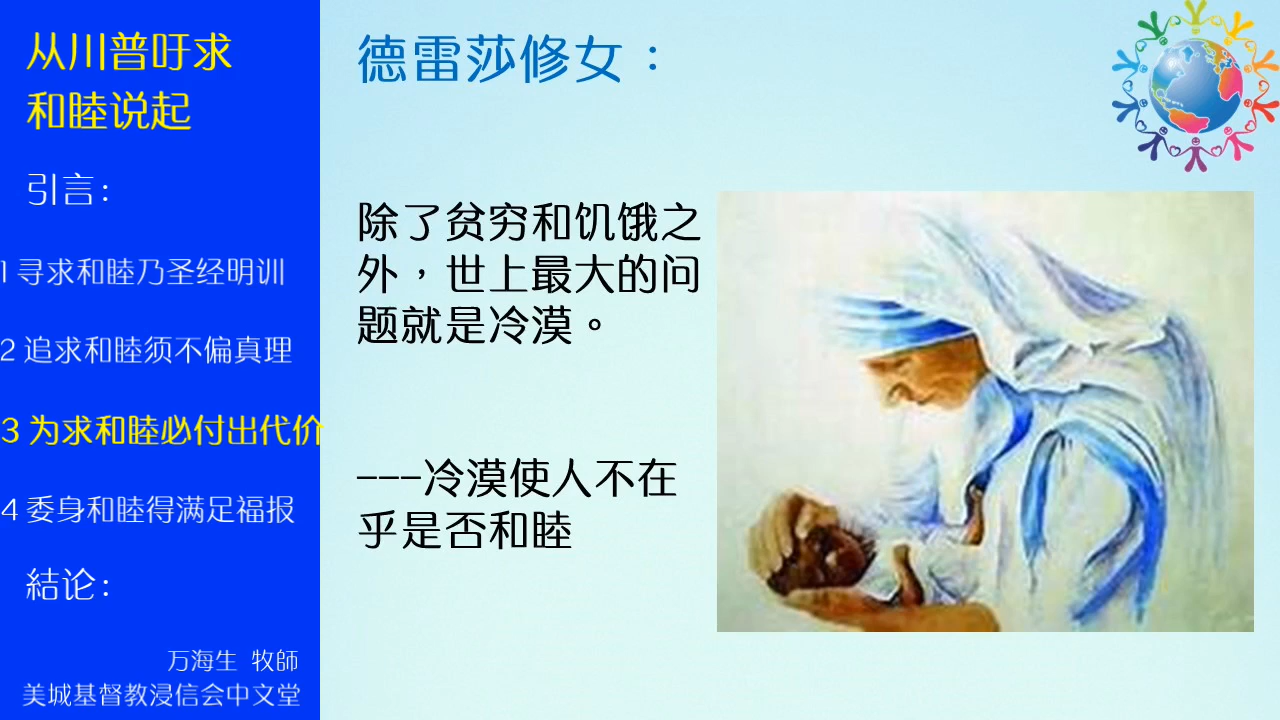 从川普吁求
和睦说起
引言:
1 寻求和睦乃圣经明训
2 追求和睦须不偏真理
3 为求和睦必付出代价
4 委身和睦得满足福报
結论:
万海生 牧師
美城基督教浸信会中文堂
德雷莎修女：
除了贫穷和饥饿之
外，世上最大的问
题就是冷漠。
---冷漠使人不在
乎是否和睦